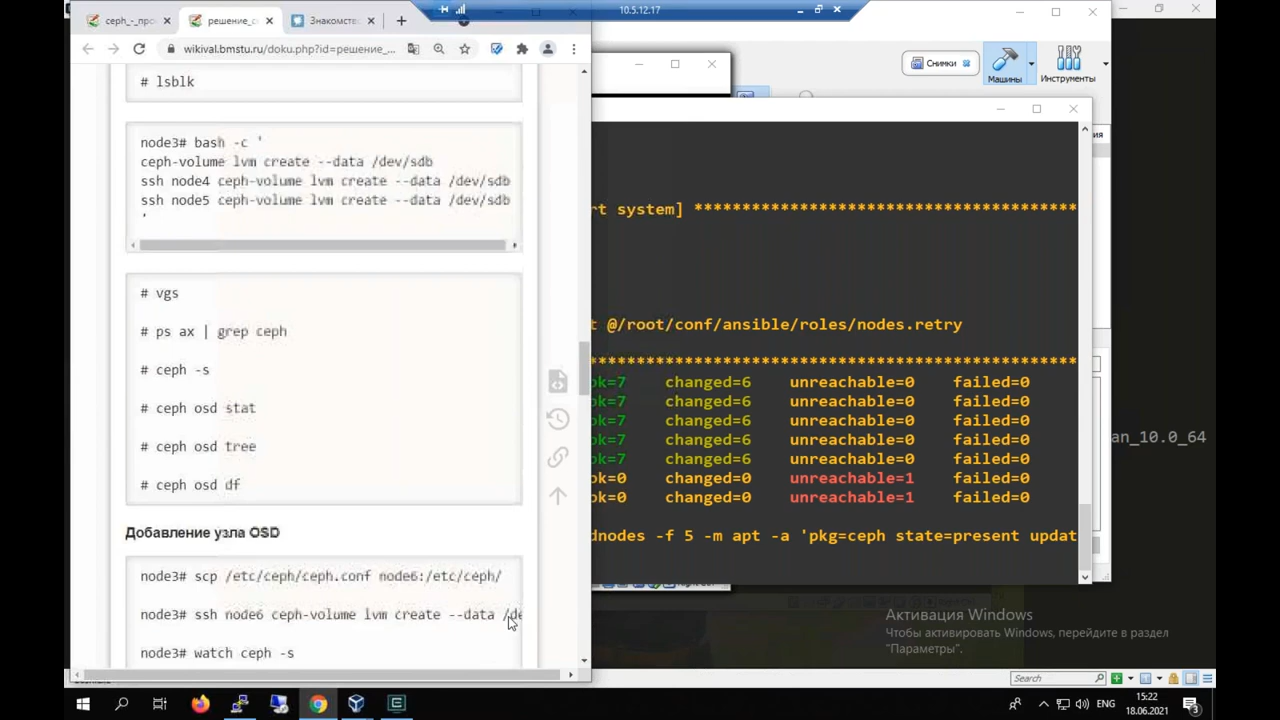 10.5.12.17
ceph_-_про
решение_с
Знакомств
wikival.bmstu.ru/doku.php?id=решение_...
Снимки
Машины
Инструменты
# lsblk
node3# bash -c '
ceph-volume lvm create --data /dev/sdb
ssh node4 ceph-volume lvm create --data /dev/sdb
ssh node5 ceph-volume lvm create --data /dev/sdb
'
# vgs
# ps ax | grep ceph
# ceph -s
# ceph osd stat
# ceph osd tree
# ceph osd df
Добавление узла OSD
node3# scp /etc/ceph/ceph.conf node6:/etc/ceph/
node3# ssh node6 ceph-volume lvm create --data /de
node3# watch ceph -s
rt system] ****************************************
t @/root/conf/ansible/roles/nodes.retry
***************************************************
ok=7 changed=6 unreachable=0 failed=0
ok=7 changed=6 unreachable=0 failed=0
ok=7 changed=6 unreachable=0 failed=0
ok=7 changed=6 unreachable=0 failed=0
ok=7 changed=6 unreachable=0 failed=0
ok=0 changed=0 unreachable=1 failed=0
ok=0 changed=0 unreachable=1 failed=0
dnodes -f 5 -m apt -a 'pkg=ceph state=present updat
ия
an_10.0_64
Активация Windows
Чтобы активировать Windows, перейдите в раздел
"Параметры".
Search
ENG
15:22
18.06.2021
3